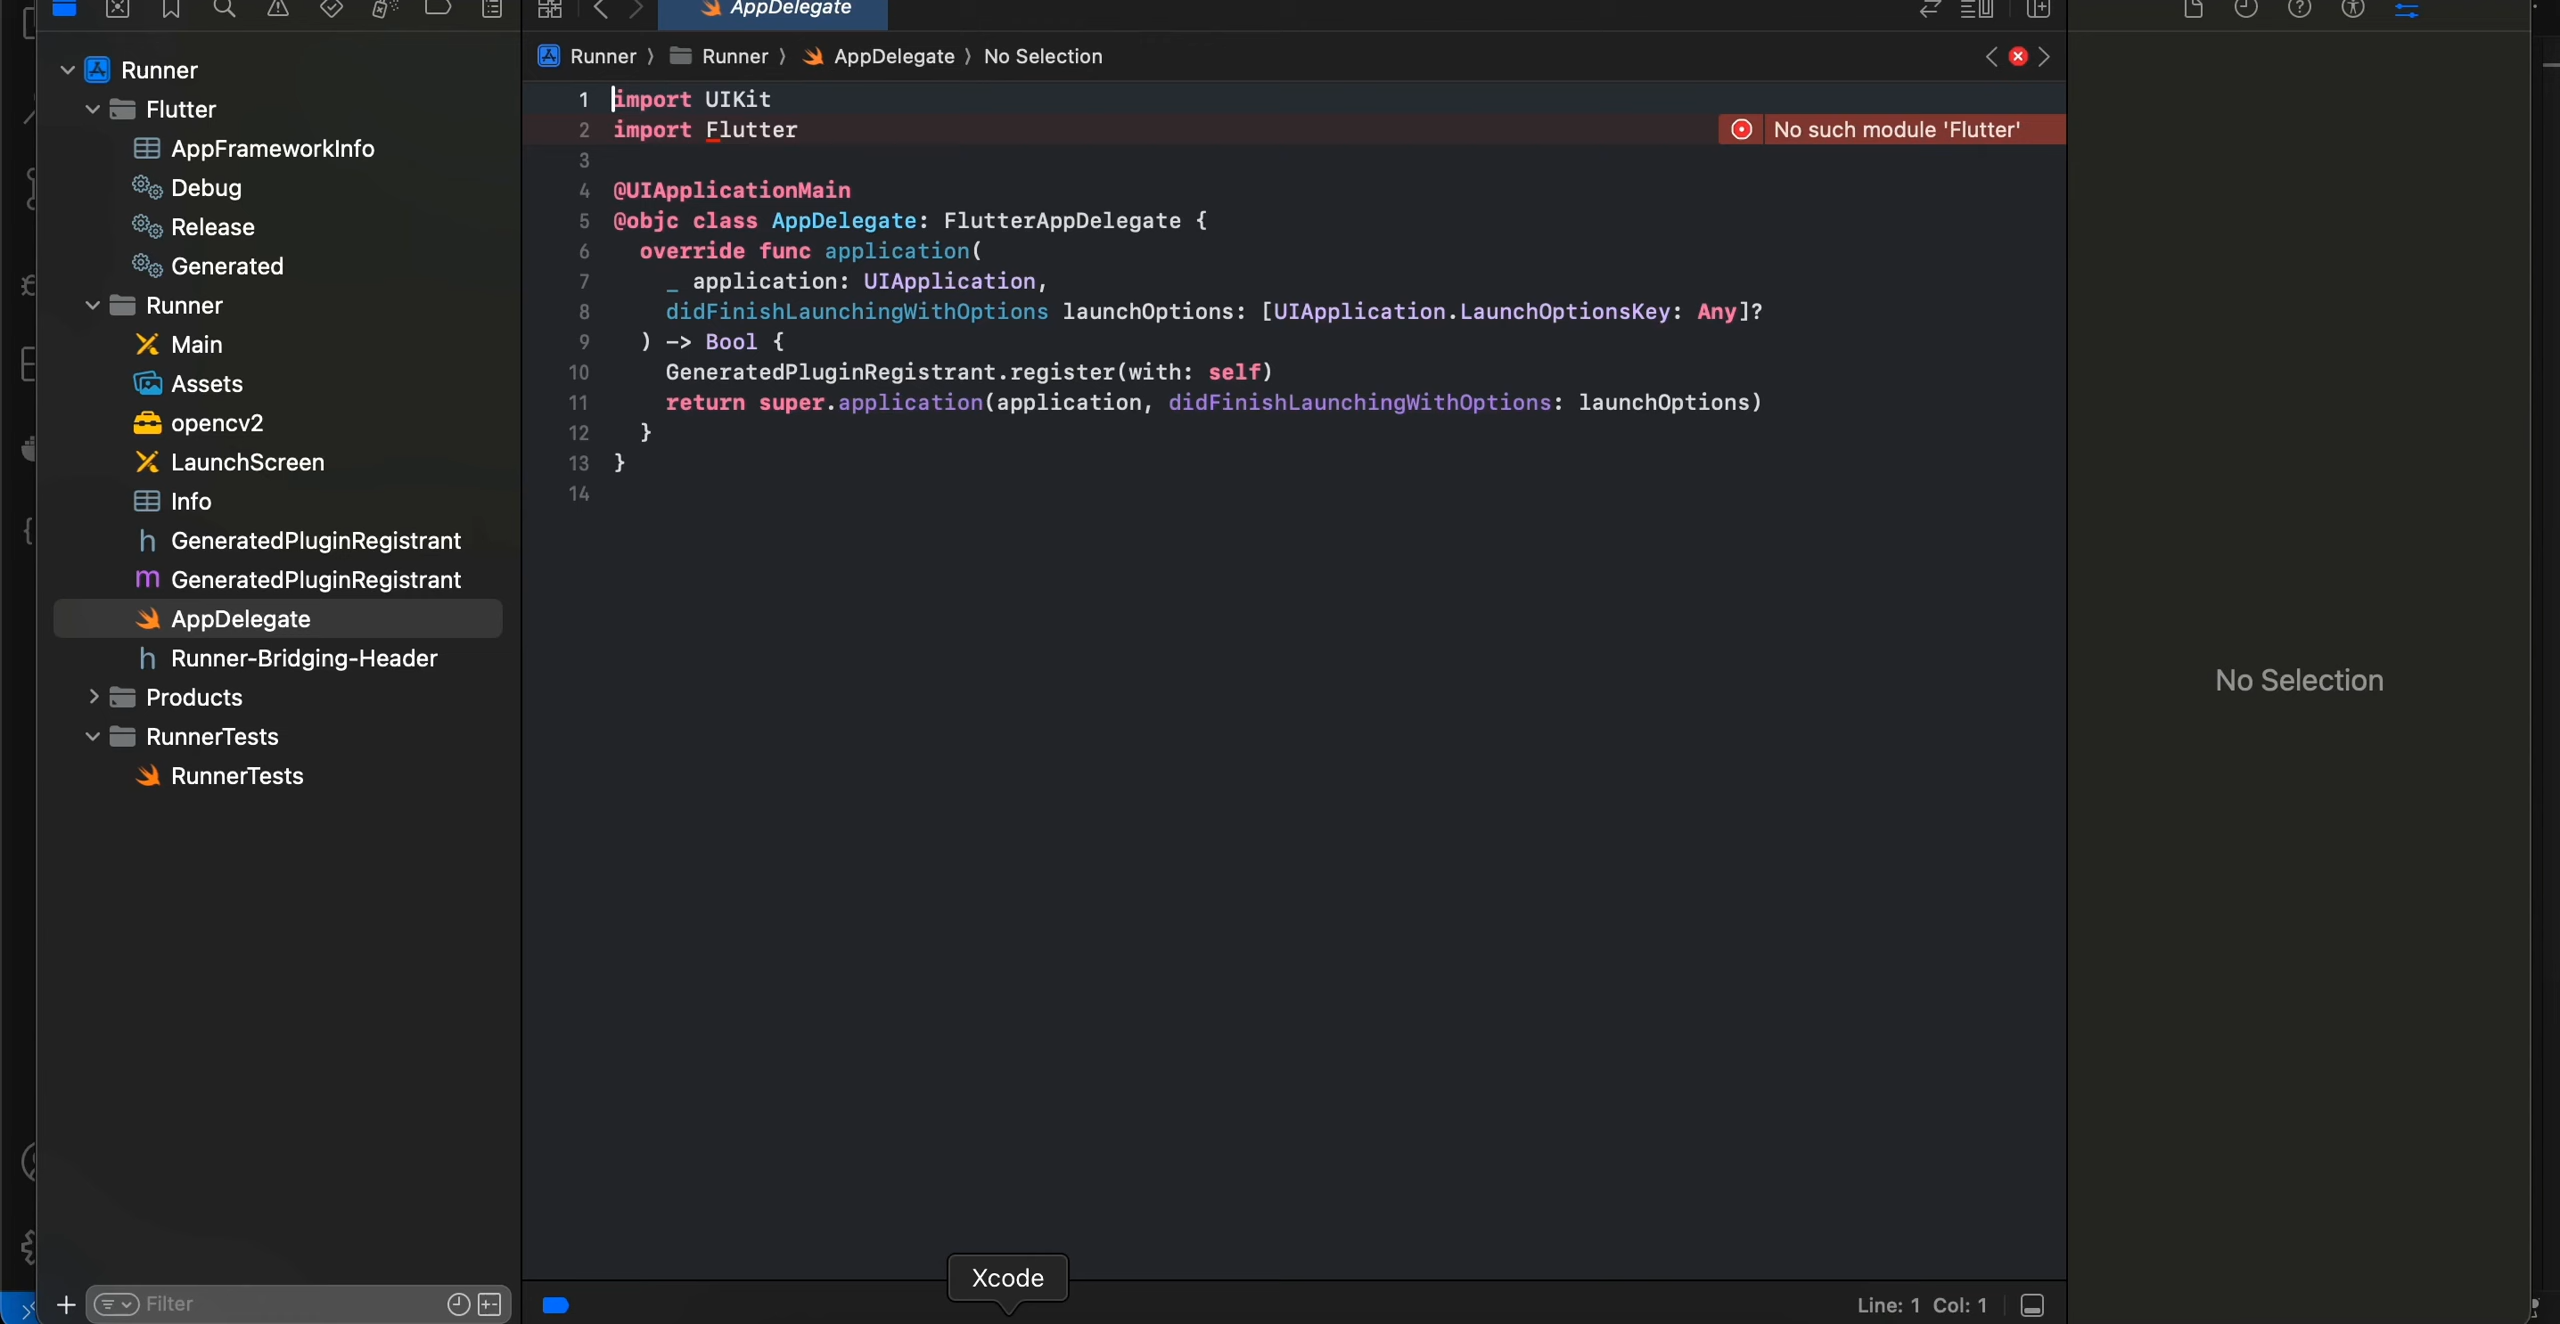 AppDelegate
Runner
Flutter
AppFrameworkInfo
Debug
Release
Generated
Runner
Main
Assets
opencv2
LaunchScreen
Info
h GeneratedPluginRegistrant
m GeneratedPluginRegistrant
AppDelegate
h Runner-Bridging-Header
Products
RunnerTests
RunnerTests
Filter
Runner 〉 Runner 〉 AppDelegate 〉 No Selection
1 import UIKit
2 import Flutter
No such module 'Flutter'
3
4 @UIApplicationMain
5 @objc class AppDelegate: FlutterAppDelegate {
6 override func application(
7 _ application: UIApplication,
8 didFinishLaunchingWithOptions launchOptions: [UIApplication.LaunchOptionsKey: Any]?
9 ) -> Bool {
10 GeneratedPluginRegistrant.register(with: self)
11 return super.application(application, didFinishLaunchingWithOptions: launchOptions)
12 }
13 }
14
Xcode
Line: 1 Col: 1
No Selection